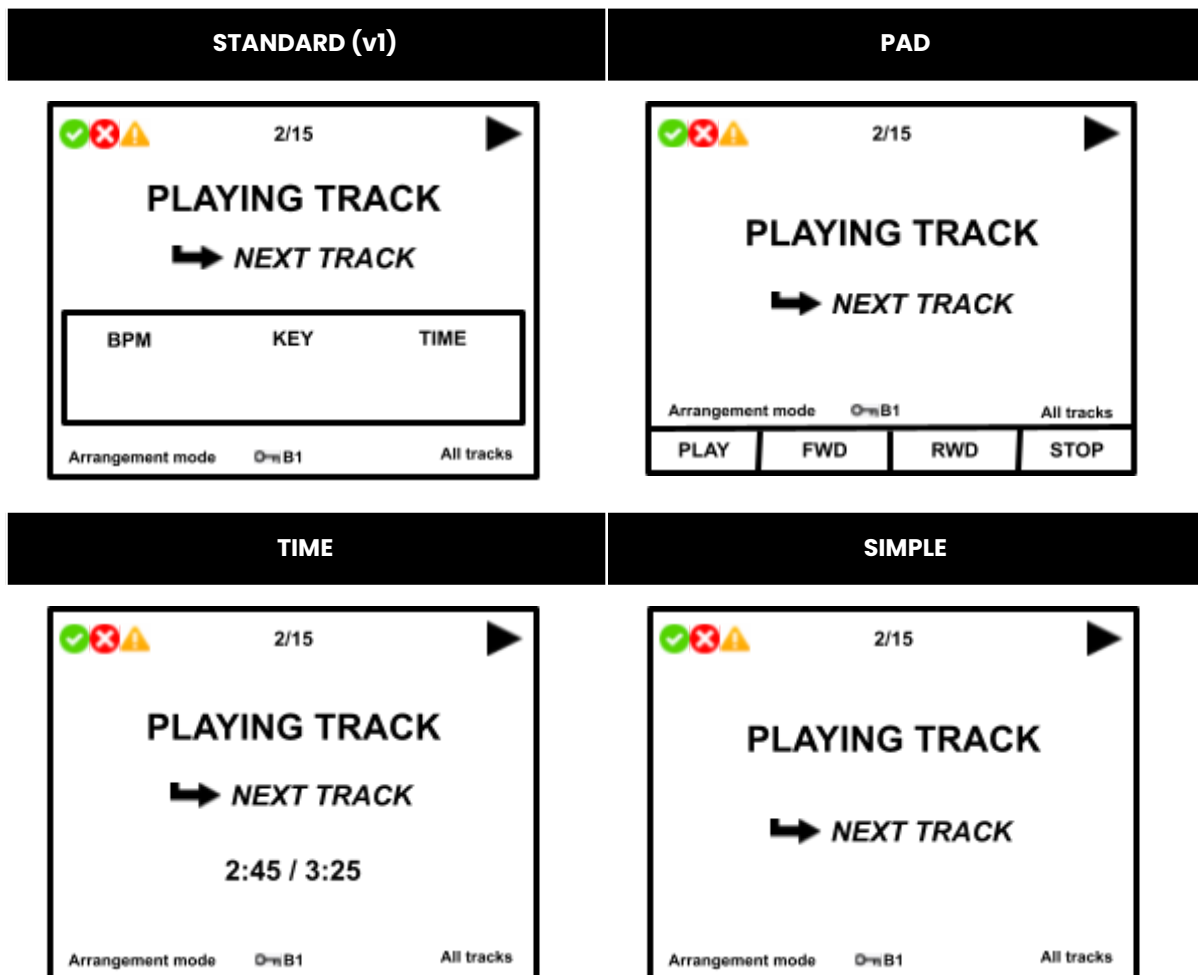 STANDARD (v1)
2/15
PLAYING TRACK
NEXT TRACK
BPM KEY TIME
Arrangement mode B1 All tracks
PAD
2/15
PLAYING TRACK
NEXT TRACK
Arrangement mode B1 All tracks
PLAY FWD RWD STOP
TIME
2/15
PLAYING TRACK
NEXT TRACK
2:45 / 3:25
Arrangement mode B1 All tracks
SIMPLE
2/15
PLAYING TRACK
NEXT TRACK
Arrangement mode B1 All tracks